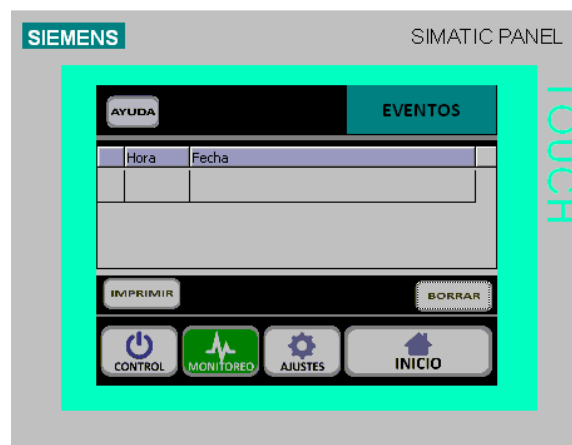 SIEMENS SIMATIC PANEL
TOUCH
AYUDA EVENTOS
Hora Fecha
IMPRIMIR BORRAR
CONTROL MONITOREO AJUSTES INICIO